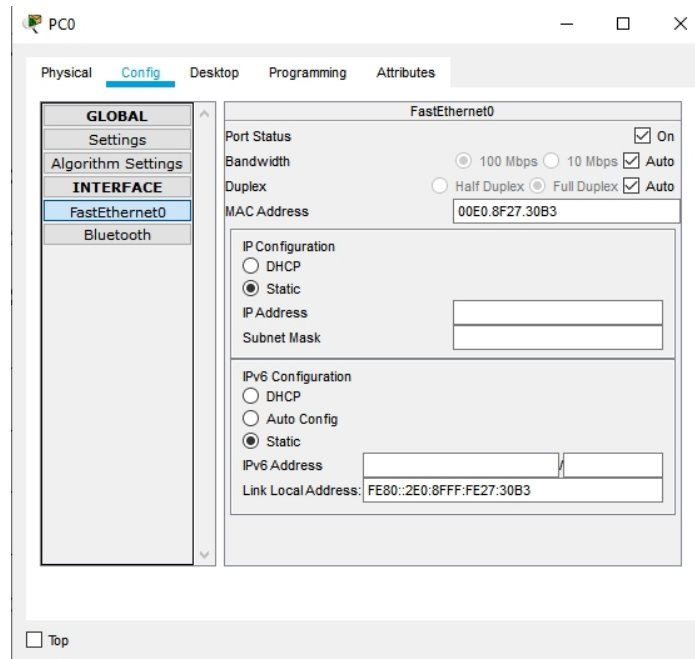 PC0
Physical Config Desktop Programming Attributes
GLOBAL
Settings
Algorithm Settings
INTERFACE
FastEthernet0
Bluetooth
FastEthernet0
Port Status On
Bandwidth 100 Mbps 10 Mbps Auto
Duplex Half Duplex Full Duplex Auto
MAC Address 00E0.8F27.30B3
IP Configuration
DHCP
Static
IP Address
Subnet Mask
IPv6 Configuration
DHCP
Auto Config
Static
IPv6 Address /
Link Local Address: FE80::2E0:8FFF:FE27:30B3
Top